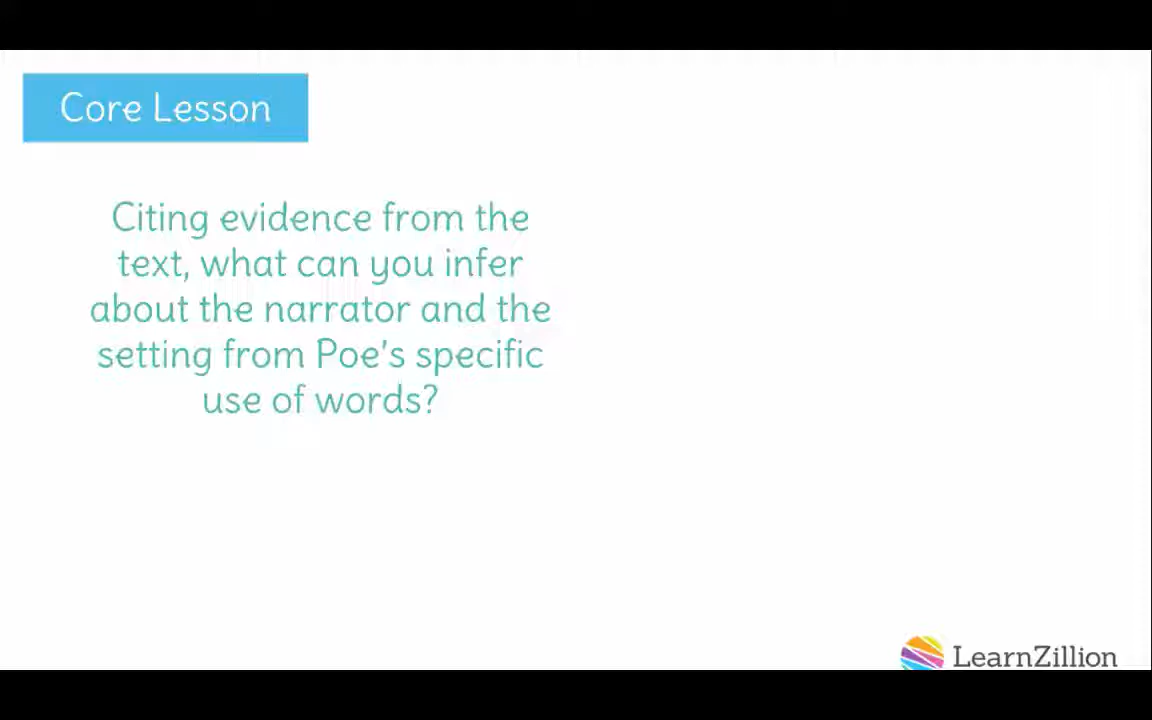 Core Lesson
Citing evidence from the
text, what can you infer
about the narrator and the
setting from Poe's specific
use of words?
LearnZillion